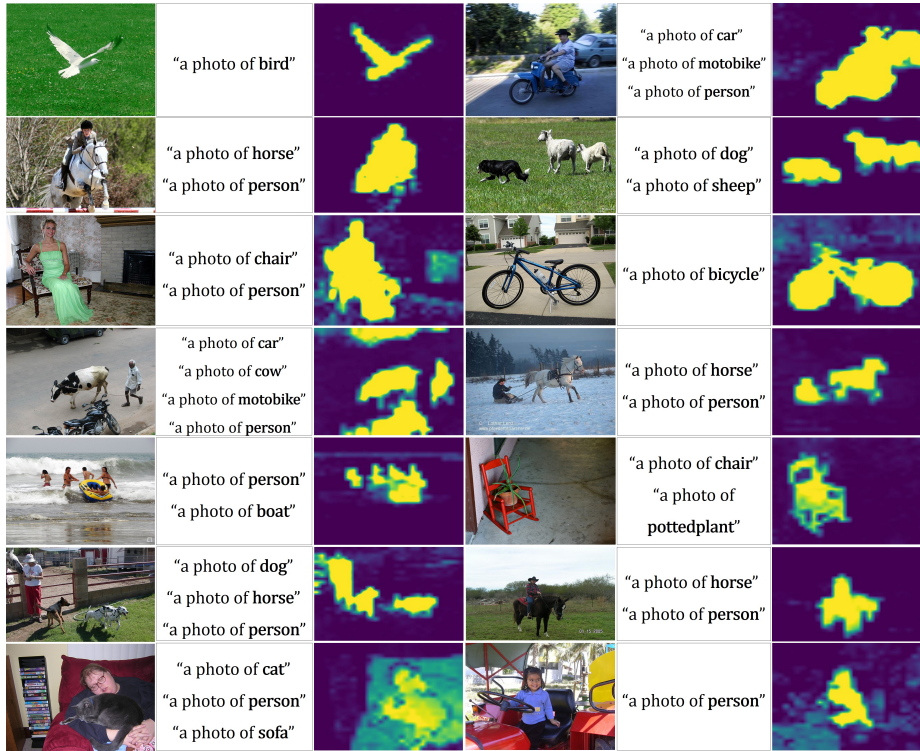 “a photo of bird”
“a photo of car”
“a photo of motobike”
“a photo of person”
“a photo of horse”
“a photo of person”
“a photo of dog”
“a photo of sheep”
“a photo of chair”
“a photo of person”
“a photo of bicycle”
“a photo of car”
“a photo of cow”
“a photo of motobike”
“a photo of person”
“a photo of horse”
“a photo of person”
“a photo of person”
“a photo of boat”
“a photo of chair”
“a photo of
pottedplant”
“a photo of dog”
“a photo of horse”
“a photo of person”
“a photo of horse”
“a photo of person”
“a photo of cat”
“a photo of person”
“a photo of sofa”
“a photo of person”